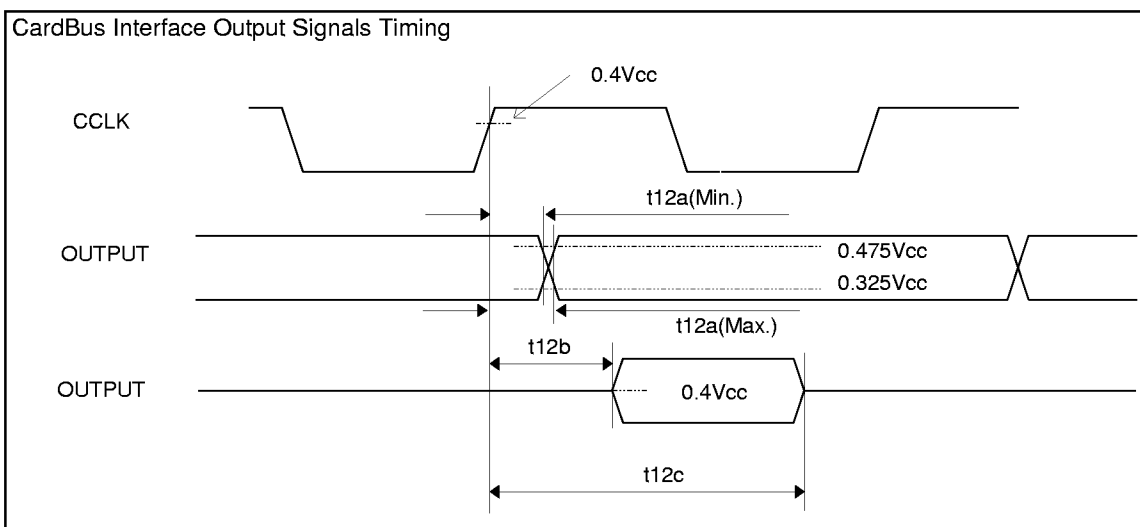 CardBus Interface Output Signals Timing
0.4Vcc
CCLK
t12a(Min.)
OUTPUT
0.475Vcc
0.325Vcc
t12a(Max.)
t12b
OUTPUT
0.4Vcc
t12c